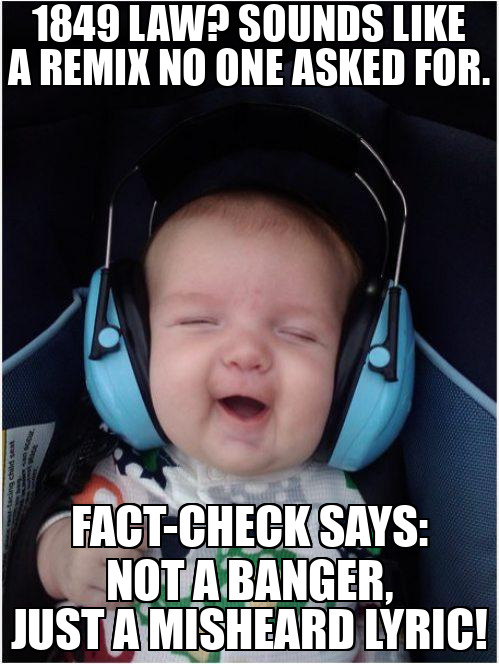 1849 LAW? SOUNDS LIKE
A REMIX NO ONE ASKED FOR.
FACT-CHECK SAYS:
NOT A BANGER,
JUST A MISHEARD LYRIC!